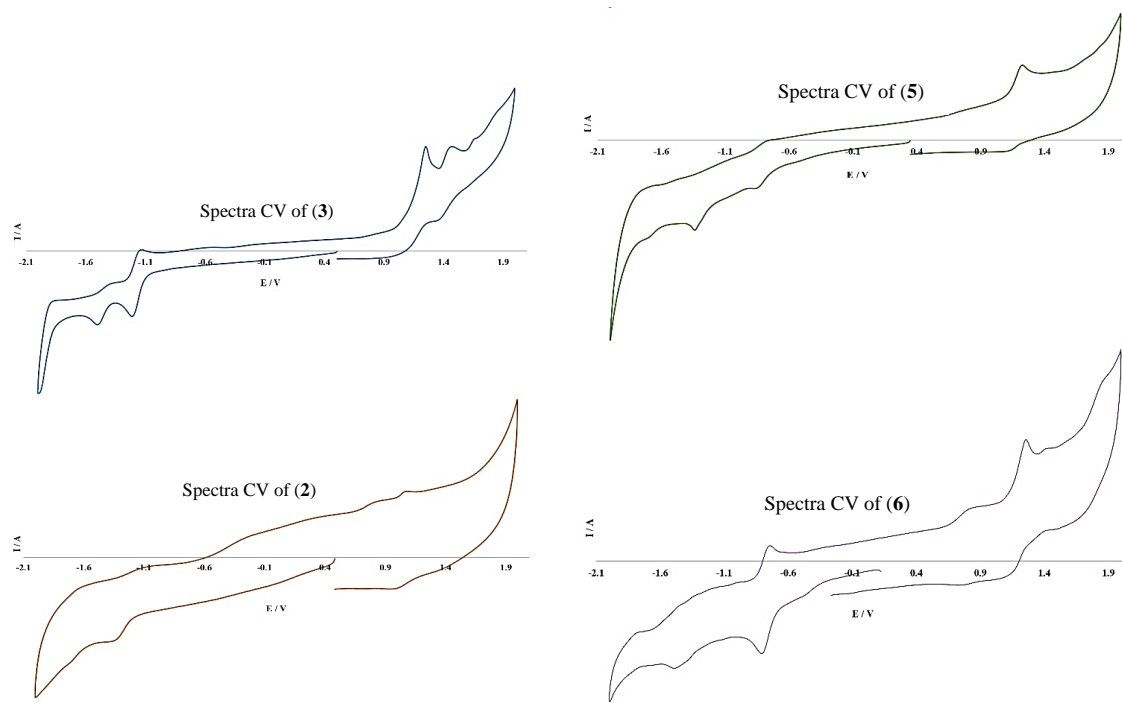 Spectra CV of (3)
I / A
-2.1 -1.6 -1.1 -0.6 -0.1 0.4 0.9 1.4 1.9
E / V
Spectra CV of (5)
I / A
-2.1 -1.6 -1.1 -0.6 -0.1 0.4 0.9 1.4 1.9
E / V
Spectra CV of (2)
I / A
-2.1 -1.6 -1.1 -0.6 -0.1 0.4 0.9 1.4 1.9
E / V
Spectra CV of (6)
I / A
-2.1 -1.6 -1.1 -0.6 -0.1 0.4 0.9 1.4 1.9
E / V